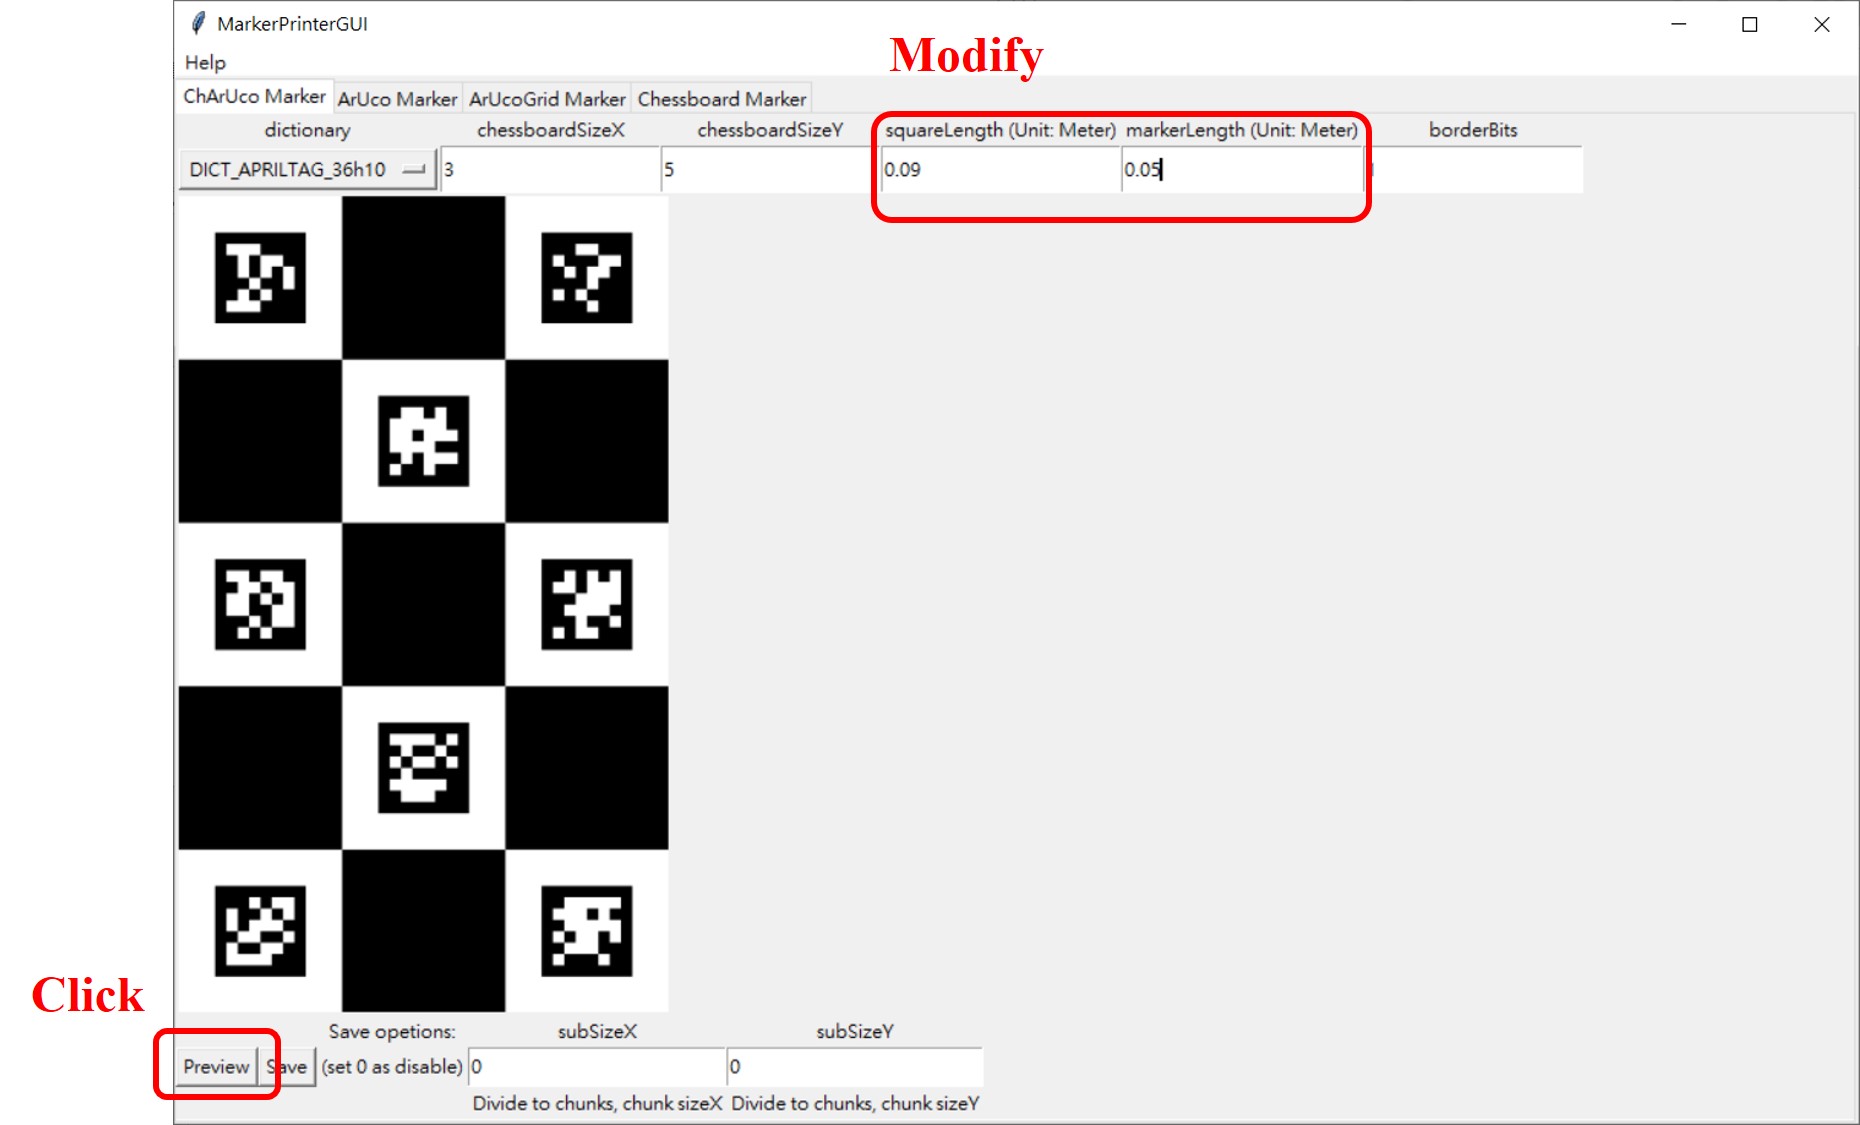 MarkerPrinterGUI
Modify
Help
ChArUco Marker ArUco Marker ArUcoGrid Marker Chessboard Marker
dictionary chessboardSizeX chessboardSizeY squareLength (Unit: Meter) markerLength (Unit: Meter) borderBits
DICT_APRILTAG_36h10 3 5 0.09 0.05
Click
Save opetions: subSizeX subSizeY
Preview Save (set 0 as disable) 0 0
Divide to chunks, chunk sizeX Divide to chunks, chunk sizeY